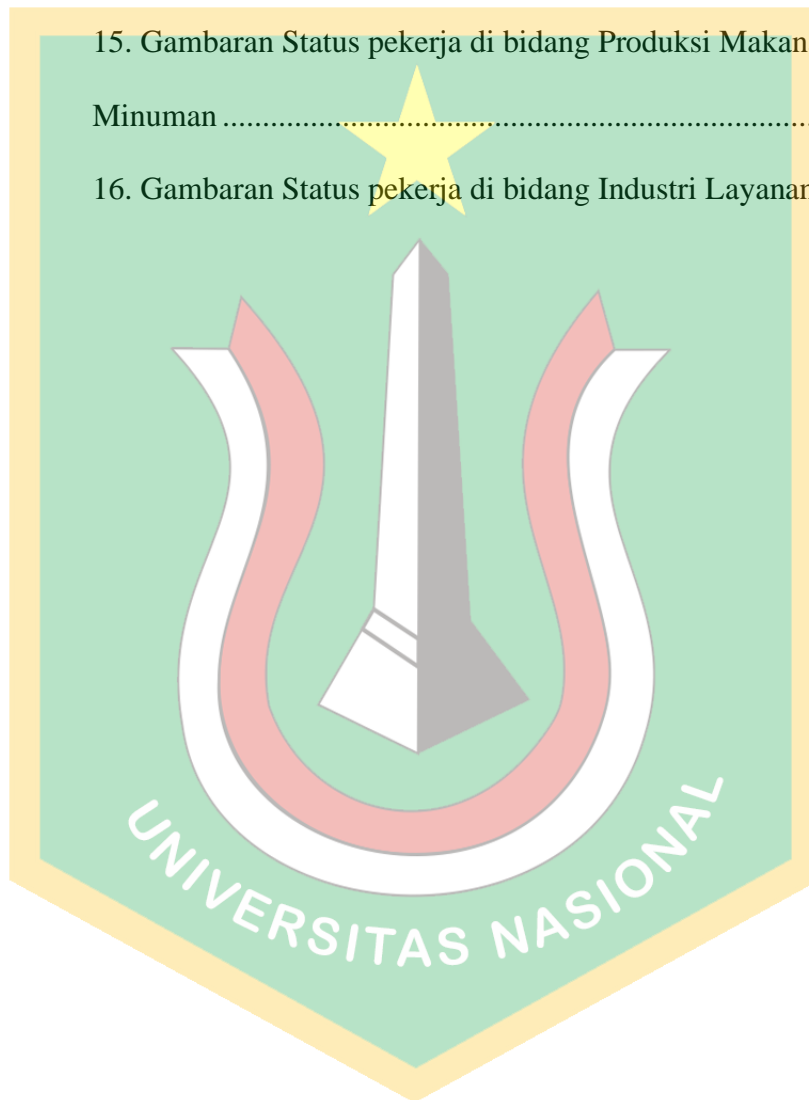 15. Gambaran Status pekerja di bidang Produksi Makan
Minuman ..........................................................................
16. Gambaran Status pekerja di bidang Industri Layanan
UNIVERSITAS NASIONAL